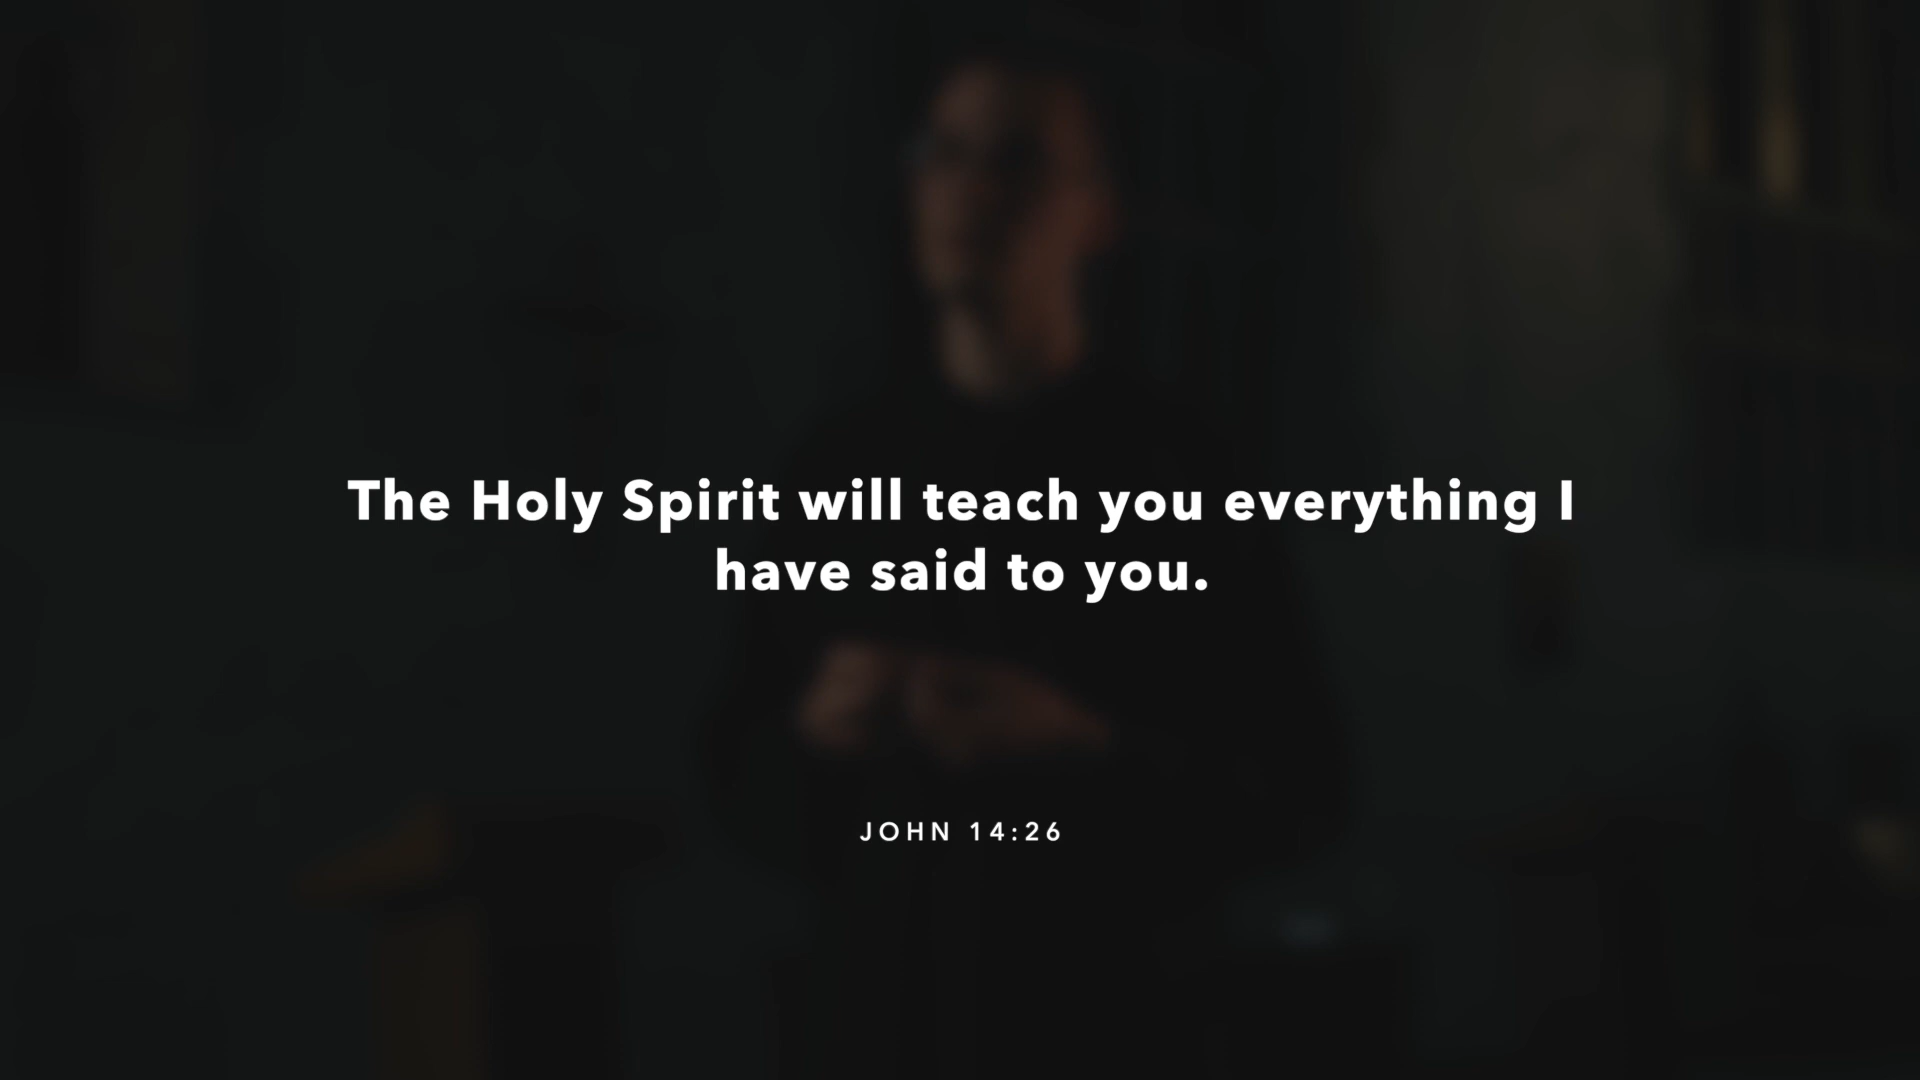 The Holy Spirit will teach you everything I
have said to you.
JOHN 14:26